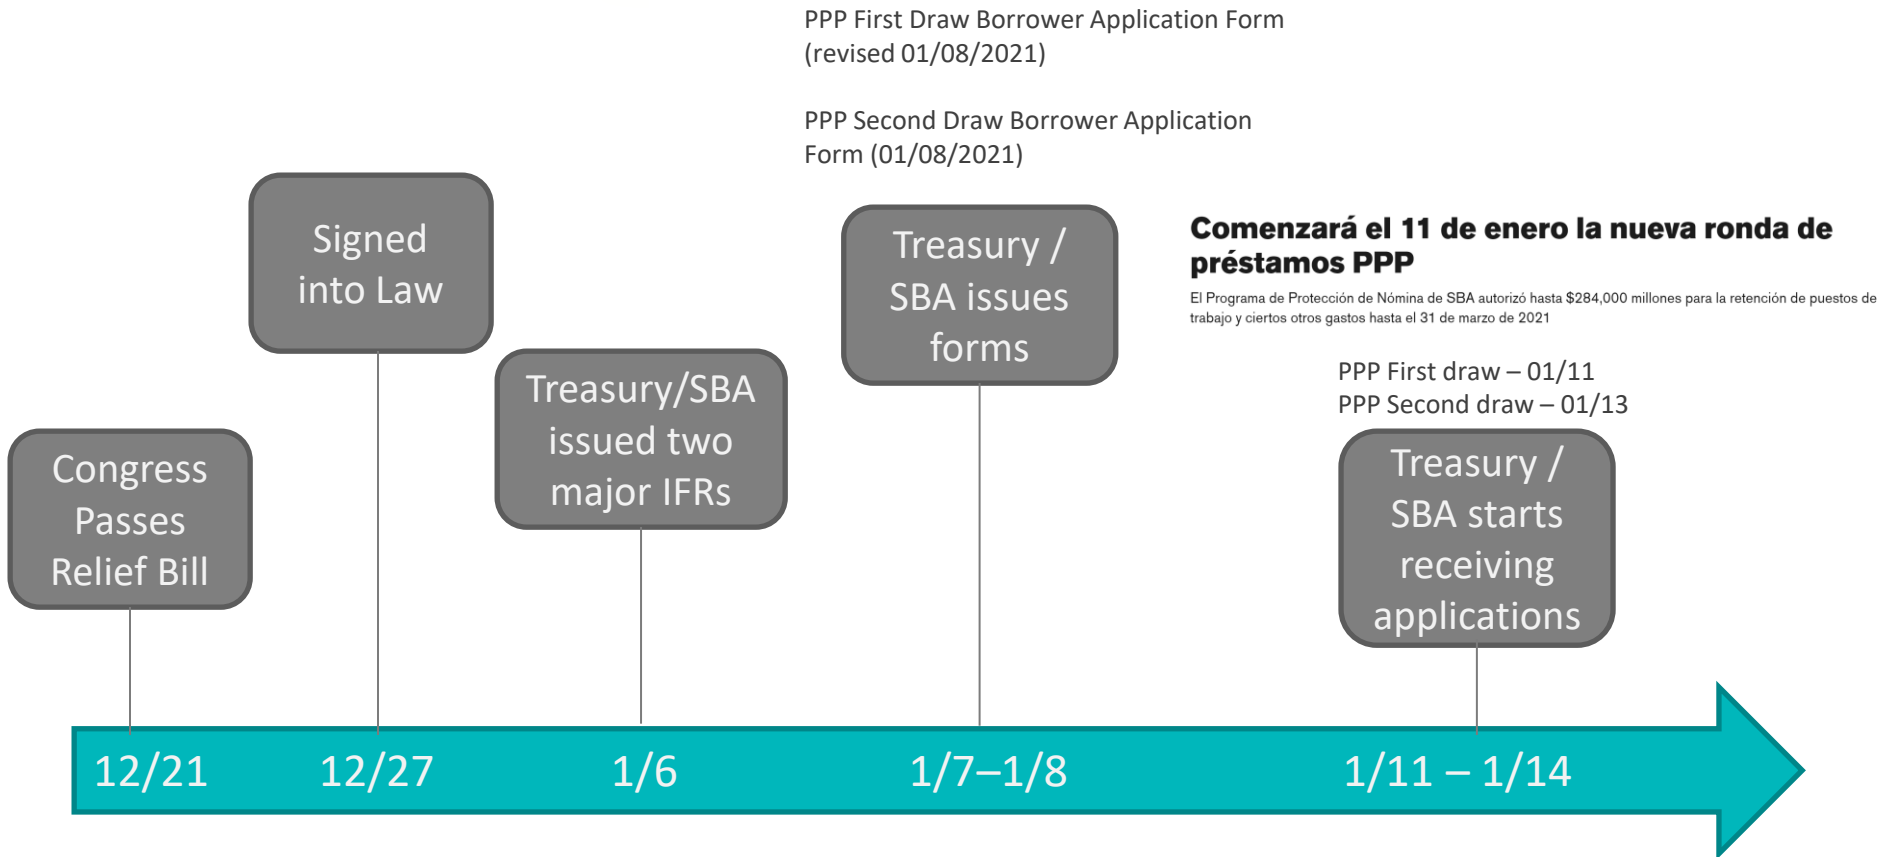 PPP First Draw Borrower Application Form
(revised 01/08/2021)
PPP Second Draw Borrower Application
Form (01/08/2021)
Signed
into Law
Treasury /
SBA issues
forms
Comenzará el 11 de enero la nueva ronda de
préstamos PPP
El Programa de Protección de Nómina de SBA autorizó hasta $284,000 millones para la retención de puestos de
trabajo y ciertos otros gastos hasta el 31 de marzo de 2021
Treasury/SBA
issued two
major IFRs
PPP First draw – 01/11
PPP Second draw – 01/13
Congress
Passes
Relief Bill
Treasury /
SBA starts
receiving
applications
12/21
12/27
1/6
1/7–1/8
1/11 – 1/14